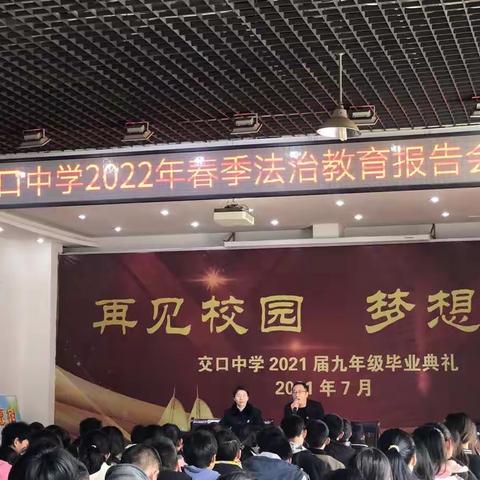 口中学2022年春季法治教育报告会
再见校园 梦想
交口中学 2021 届九年级毕业典礼
2021 年 7 月